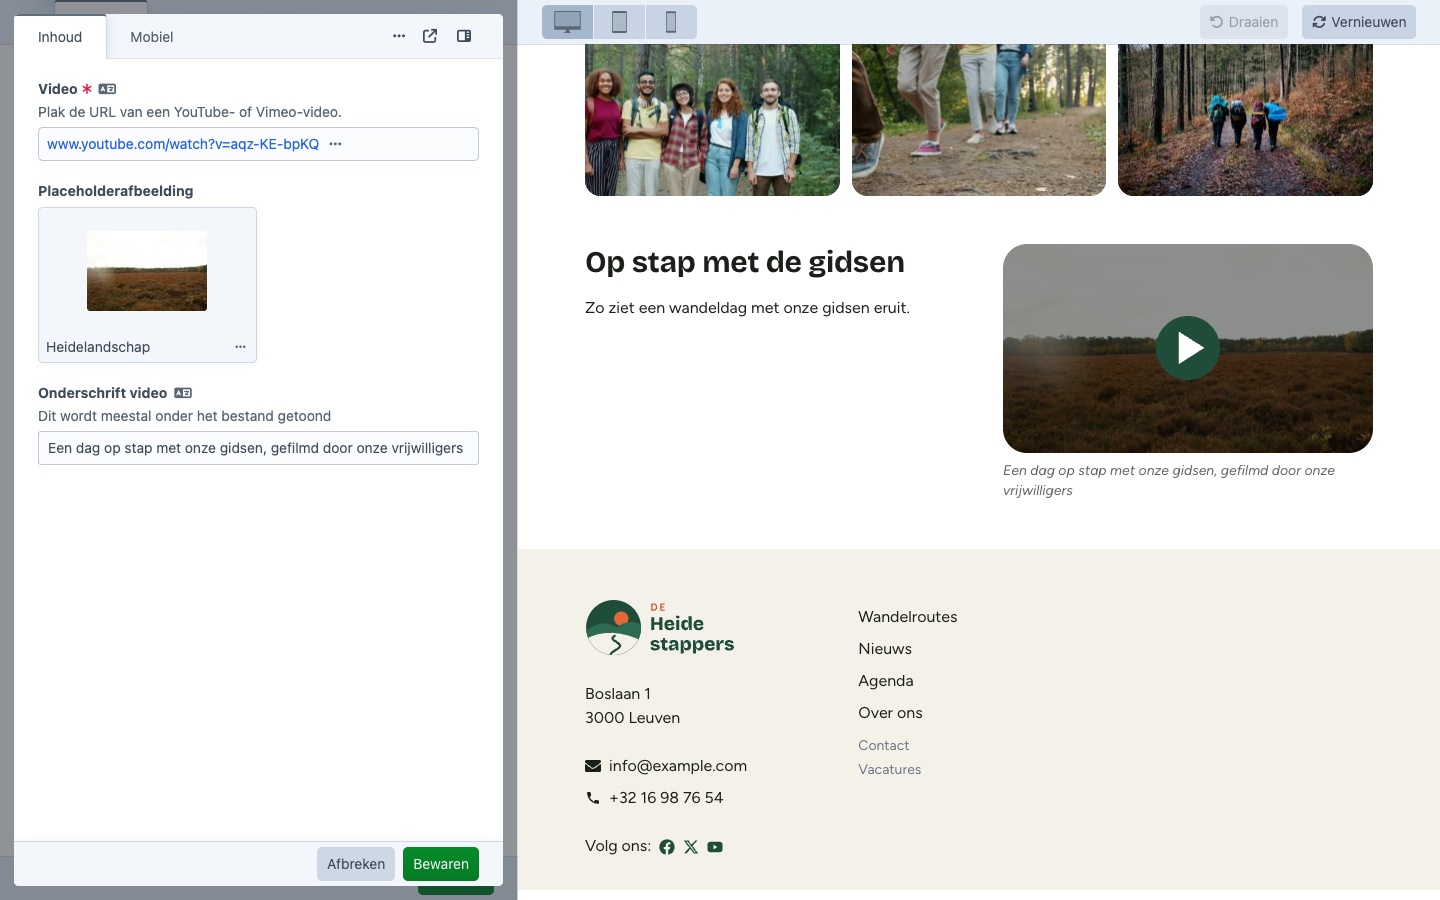 Inhoud
Mobiel
Draaien
Vernieuwen
Video *
Plak de URL van een YouTube- of Vimeo-video.
www.youtube.com/watch?v=aqz-KE-bpKQ
Placeholderafbeelding
Heidelandschap
Onderschrift video
Dit wordt meestal onder het bestand getoond
Een dag op stap met onze gidsen, gefilmd door onze vrijwilligers
Afbreken
Bewaren
Op stap met de gidsen
Zo ziet een wandeldag met onze gidsen eruit.
Een dag op stap met onze gidsen, gefilmd door onze
vrijwilligers
DE
Heide
stappers
Boslaan 1
3000 Leuven
info@example.com
+32 16 98 76 54
Volg ons:
Wandelroutes
Nieuws
Agenda
Over ons
Contact
Vacatures